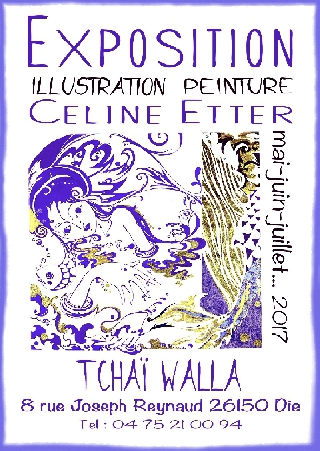 EXPOSITION
ILLUSTRATION PEINTURE
CELINE ETTER
mai-juin-juillet... 2017
TCHAÏ WALLA
8 rue Joseph Reynaud 26150 Die
Tel : 04 75 21 00 94